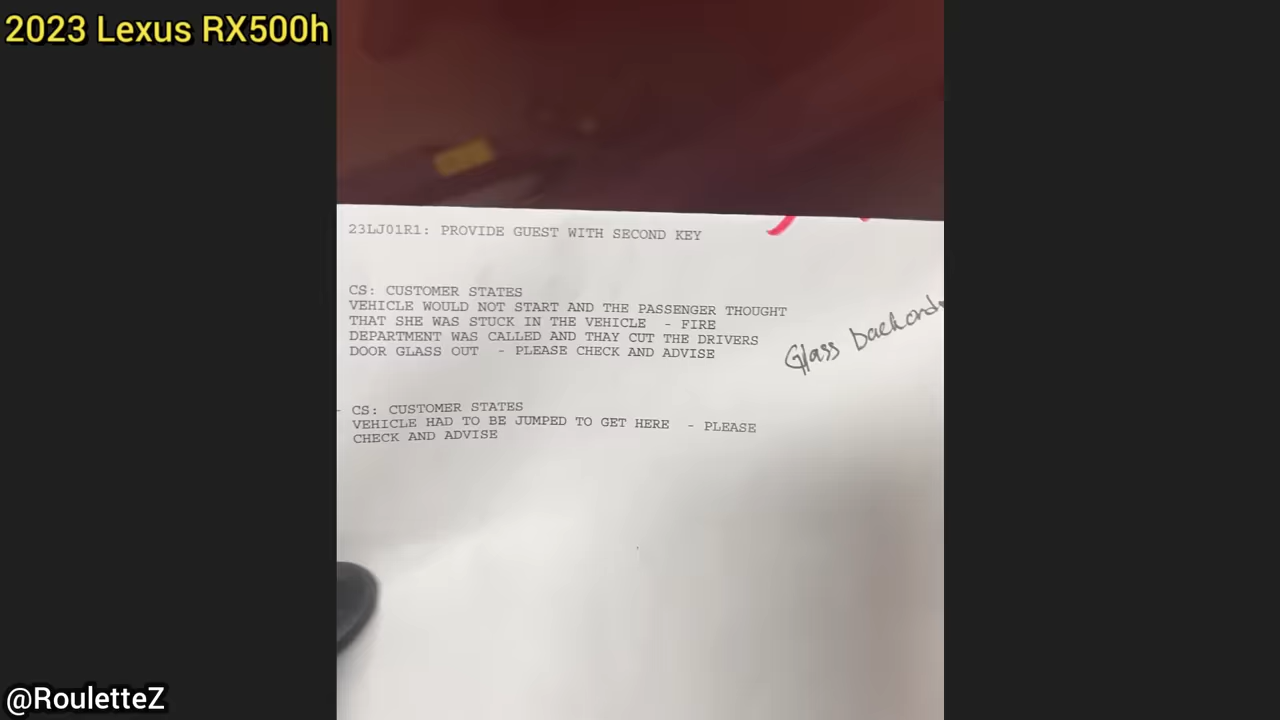 2023 Lexus RX500h
23LJ01R1: PROVIDE GUEST WITH SECOND KEY
CS: CUSTOMER STATES
VEHICLE WOULD NOT START AND THE PASSENGER THOUGHT
THAT SHE WAS STUCK IN THE VEHICLE - FIRE
DEPARTMENT WAS CALLED AND THAY CUT THE DRIVERS
DOOR GLASS OUT - PLEASE CHECK AND ADVISE
Glass
- CS: CUSTOMER STATES
VEHICLE HAD TO BE JUMPED TO GET HERE - PLEASE
CHECK AND ADVISE
@RouletteZ